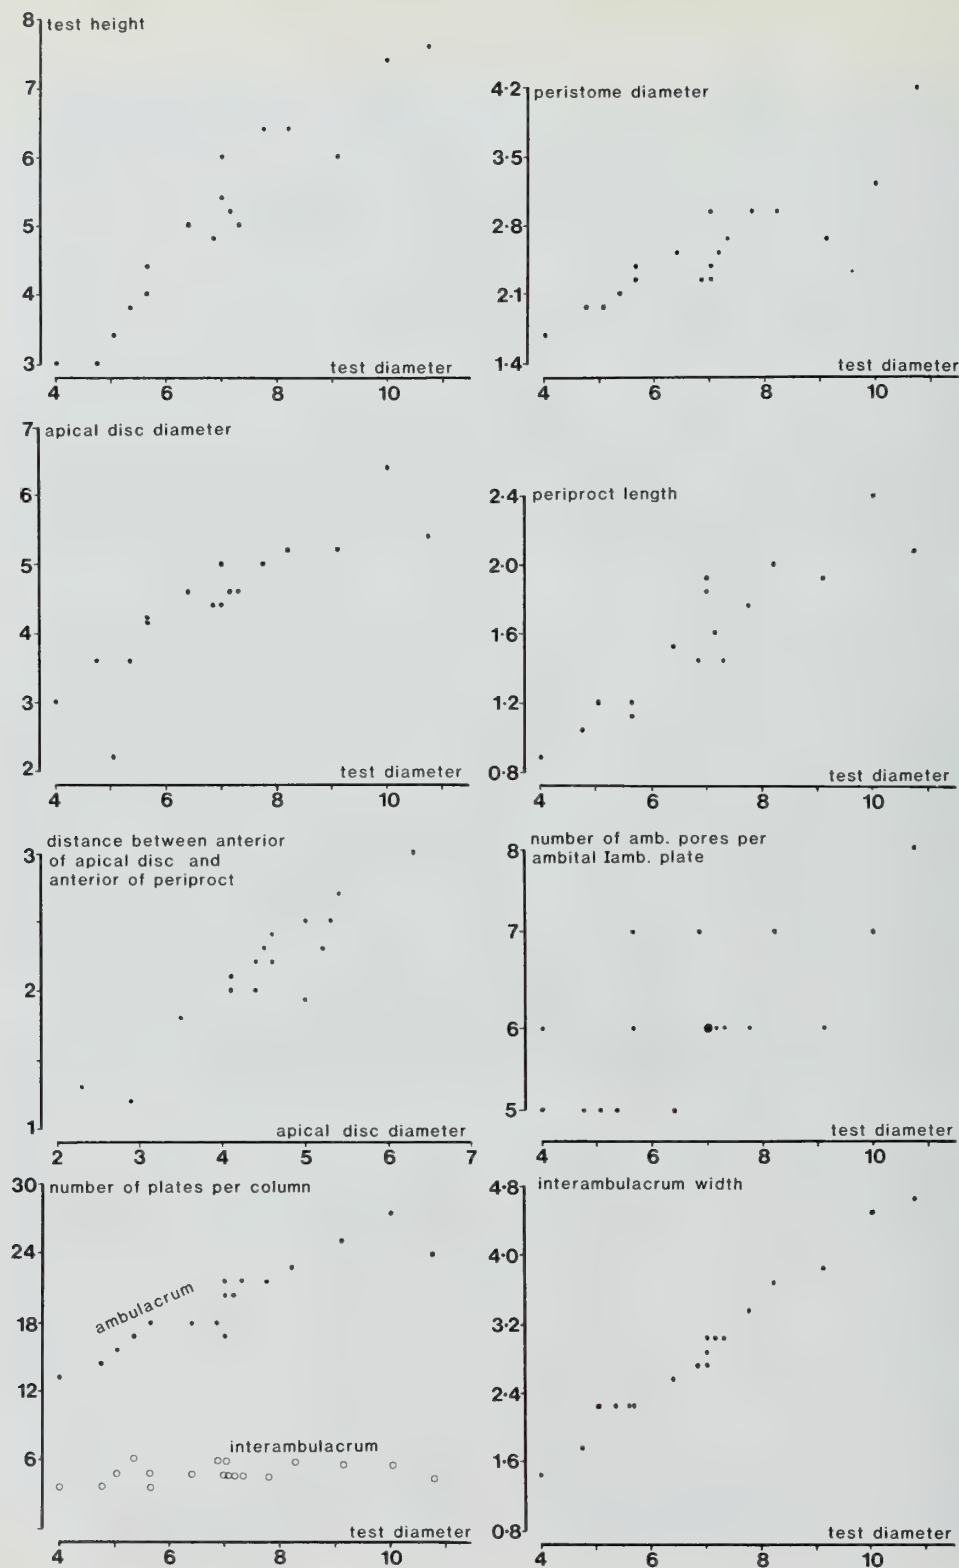 test height
8
7
6
5
4
3
test diameter
4 6 8 10
peristome diameter
4·2
3·5
2·8
2·1
1·4
test diameter
4 6 8 10
apical disc diameter
7
6
5
4
3
2
test diameter
4 6 8 10
periproct length
2·4
2·0
1·6
1·2
0·8
test diameter
4 6 8 10
distance between anterior
of apical disc and
anterior of periproct
3
2
1
apical disc diameter
2 3 4 5 6 7
number of amb. pores per
ambital Iamb. plate
8
7
6
5
test diameter
4 6 8 10
number of plates per column
30
24
18
12
6
ambulacrum
interambulacrum
test diameter
4 6 8 10
interambulacrum width
4·8
4·0
3·2
2·4
1·6
0·8
test diameter
4 6 8 10